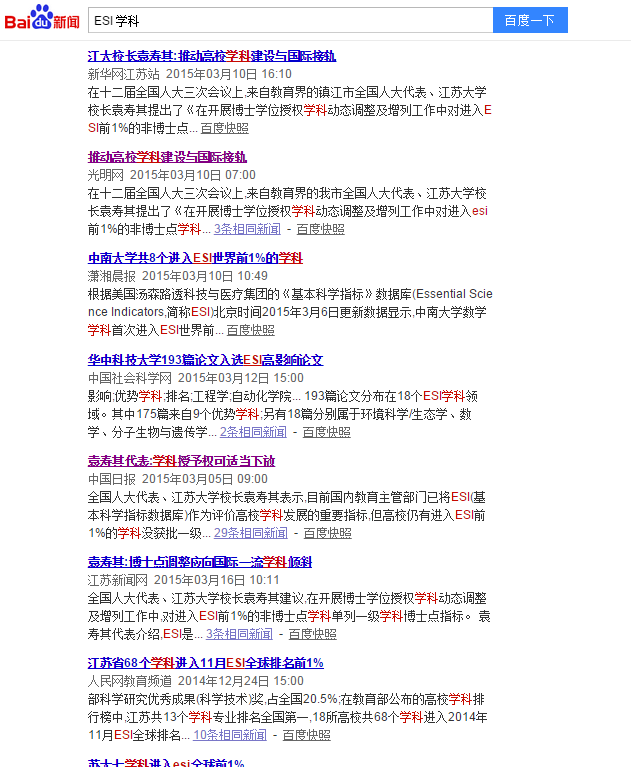 Bai du 新闻 ESI 学科 百度一下
江大校长袁寿其:推动高校学科建设与国际接轨
新华网江苏站 2015年03月10日 16:10
在十二届全国人大三次会议上,来自教育界的镇江市全国人大代表、江苏大学
校长袁寿其提出了《在开展博士学位授权学科动态调整及增列工作中对进入E
SI前1%的非博士点... 百度快照
推动高校学科建设与国际接轨
光明网 2015年03月10日 07:00
在十二届全国人大三次会议上,来自教育界的我市全国人大代表、江苏大学校
长袁寿其提出了《在开展博士学位授权学科动态调整及增列工作中对进入esi
前1%的非博士点学科... 3条相同新闻 - 百度快照
中南大学共8个进入ESI世界前1%的学科
潇湘晨报 2015年03月10日 10:49
根据美国汤森路透科技与医疗集团的《基本科学指标》数据库(Essential Scie
nce Indicators,简称ESI)北京时间2015年3月6日更新数据显示,中南大学数学
学科首次进入ESI世界前... 百度快照
华中科技大学193篇论文入选ESI高影响论文
中国社会科学网 2015年03月12日 15:00
影响;优势学科;排名;工程学;自动化学院... 193篇论文分布在18个ESI学科领
域。其中175篇来自9个优势学科;另有18篇分别属于环境科学/生态学、数
学、分子生物与遗传学... 2条相同新闻 - 百度快照
袁寿其代表:学科授予权可适当下放
中国日报 2015年03月05日 09:00
全国人大代表、江苏大学校长袁寿其表示,目前国内教育主管部门已将ESI(基
本科学指标数据库)作为评价高校学科发展的重要指标,但高校仍有进入ESI前
1%的学科没获批一级... 29条相同新闻 - 百度快照
袁寿其:博士点调整应向国际一流学科倾斜
江苏新闻网 2015年03月16日 10:11
全国人大代表、江苏大学校长袁寿其建议,在开展博士学位授权学科动态调整
及增列工作中,对进入ESI前1%的非博士点学科单列一级学科博士点指标。 袁
寿其代表介绍,ESI是... 3条相同新闻 - 百度快照
江苏省68个学科进入11月ESI全球排名前1%
人民网教育频道 2014年12月24日 15:00
部科学研究优秀成果(科学技术)奖,占全国20.5%;在教育部公布的高校学科排
行榜中,江苏共13个学科专业排名全国第一,18所高校共68个学科进入2014年
11月ESI全球排名... 10条相同新闻 - 百度快照
苏大七学科进入esi全球前1%